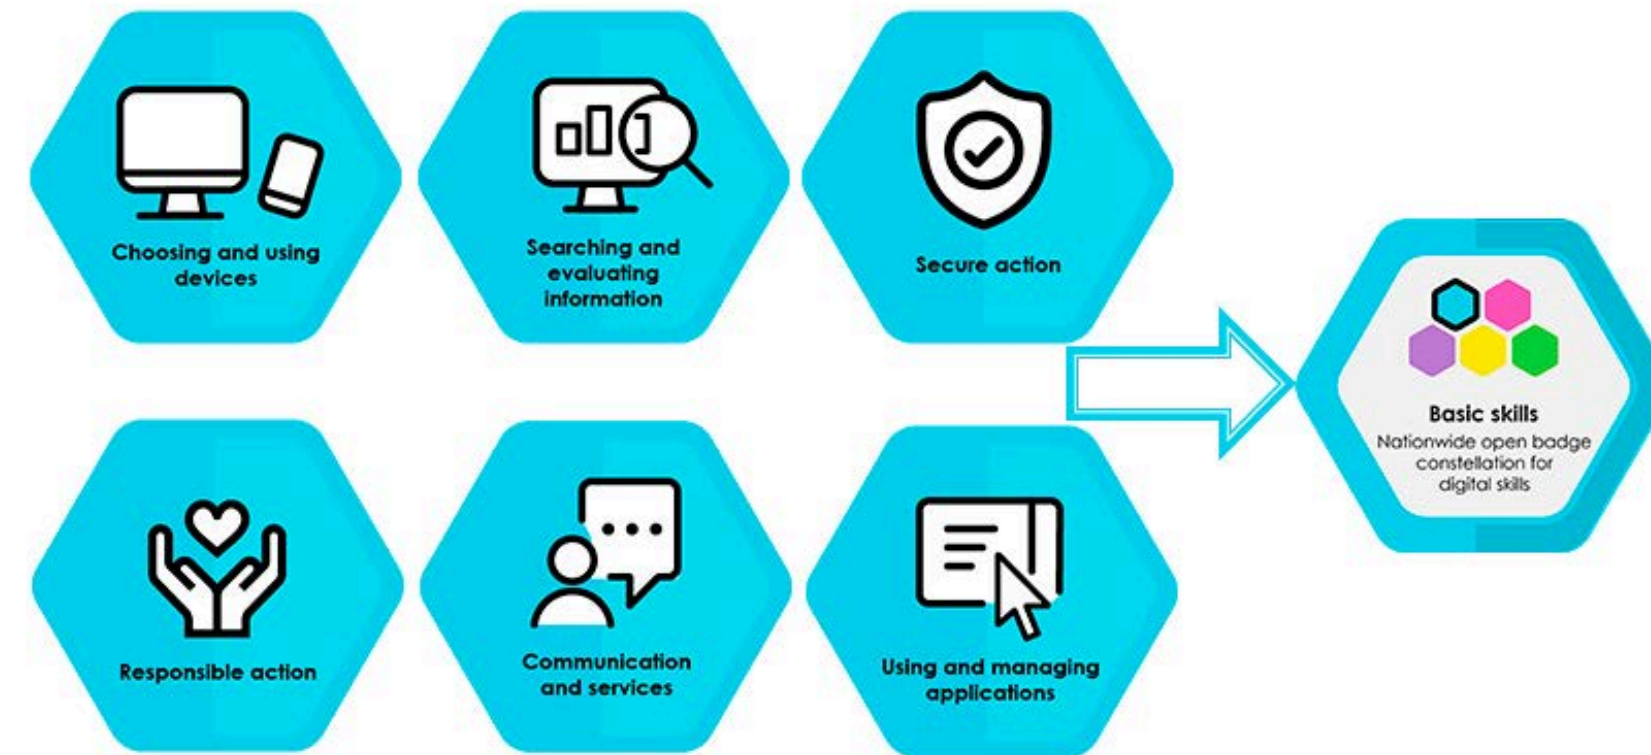 Choosing and using
devices
Searching and
evaluating
information
Secure action
Responsible action
Communication
and services
Using and managing
applications
Basic skills
Nationwide open badge
constellation for
digital skills